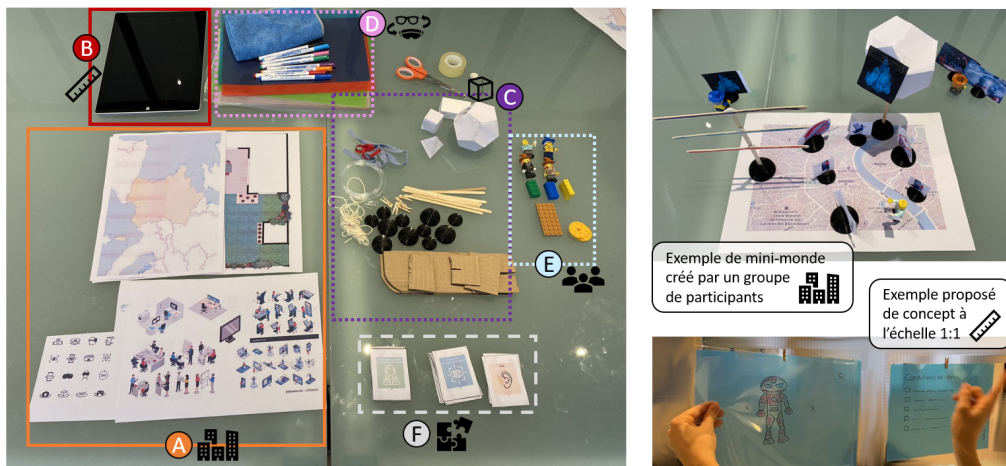 B
D
C
E
A
F
Exemple de mini-monde
créé par un groupe
de participants
Exemple proposé
de concept à
l'échelle 1:1